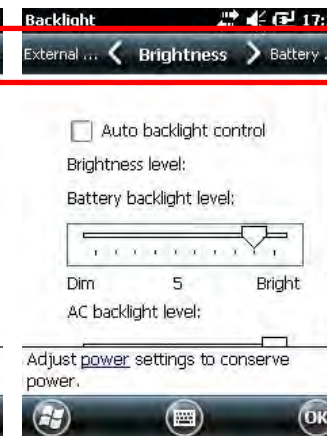 Backlight 17:
External ... Brightness Battery .
Auto backlight control
Brightness level:
Battery backlight level:
Dim 5 Bright
AC backlight level:
Adjust power settings to conserve
power.
OK